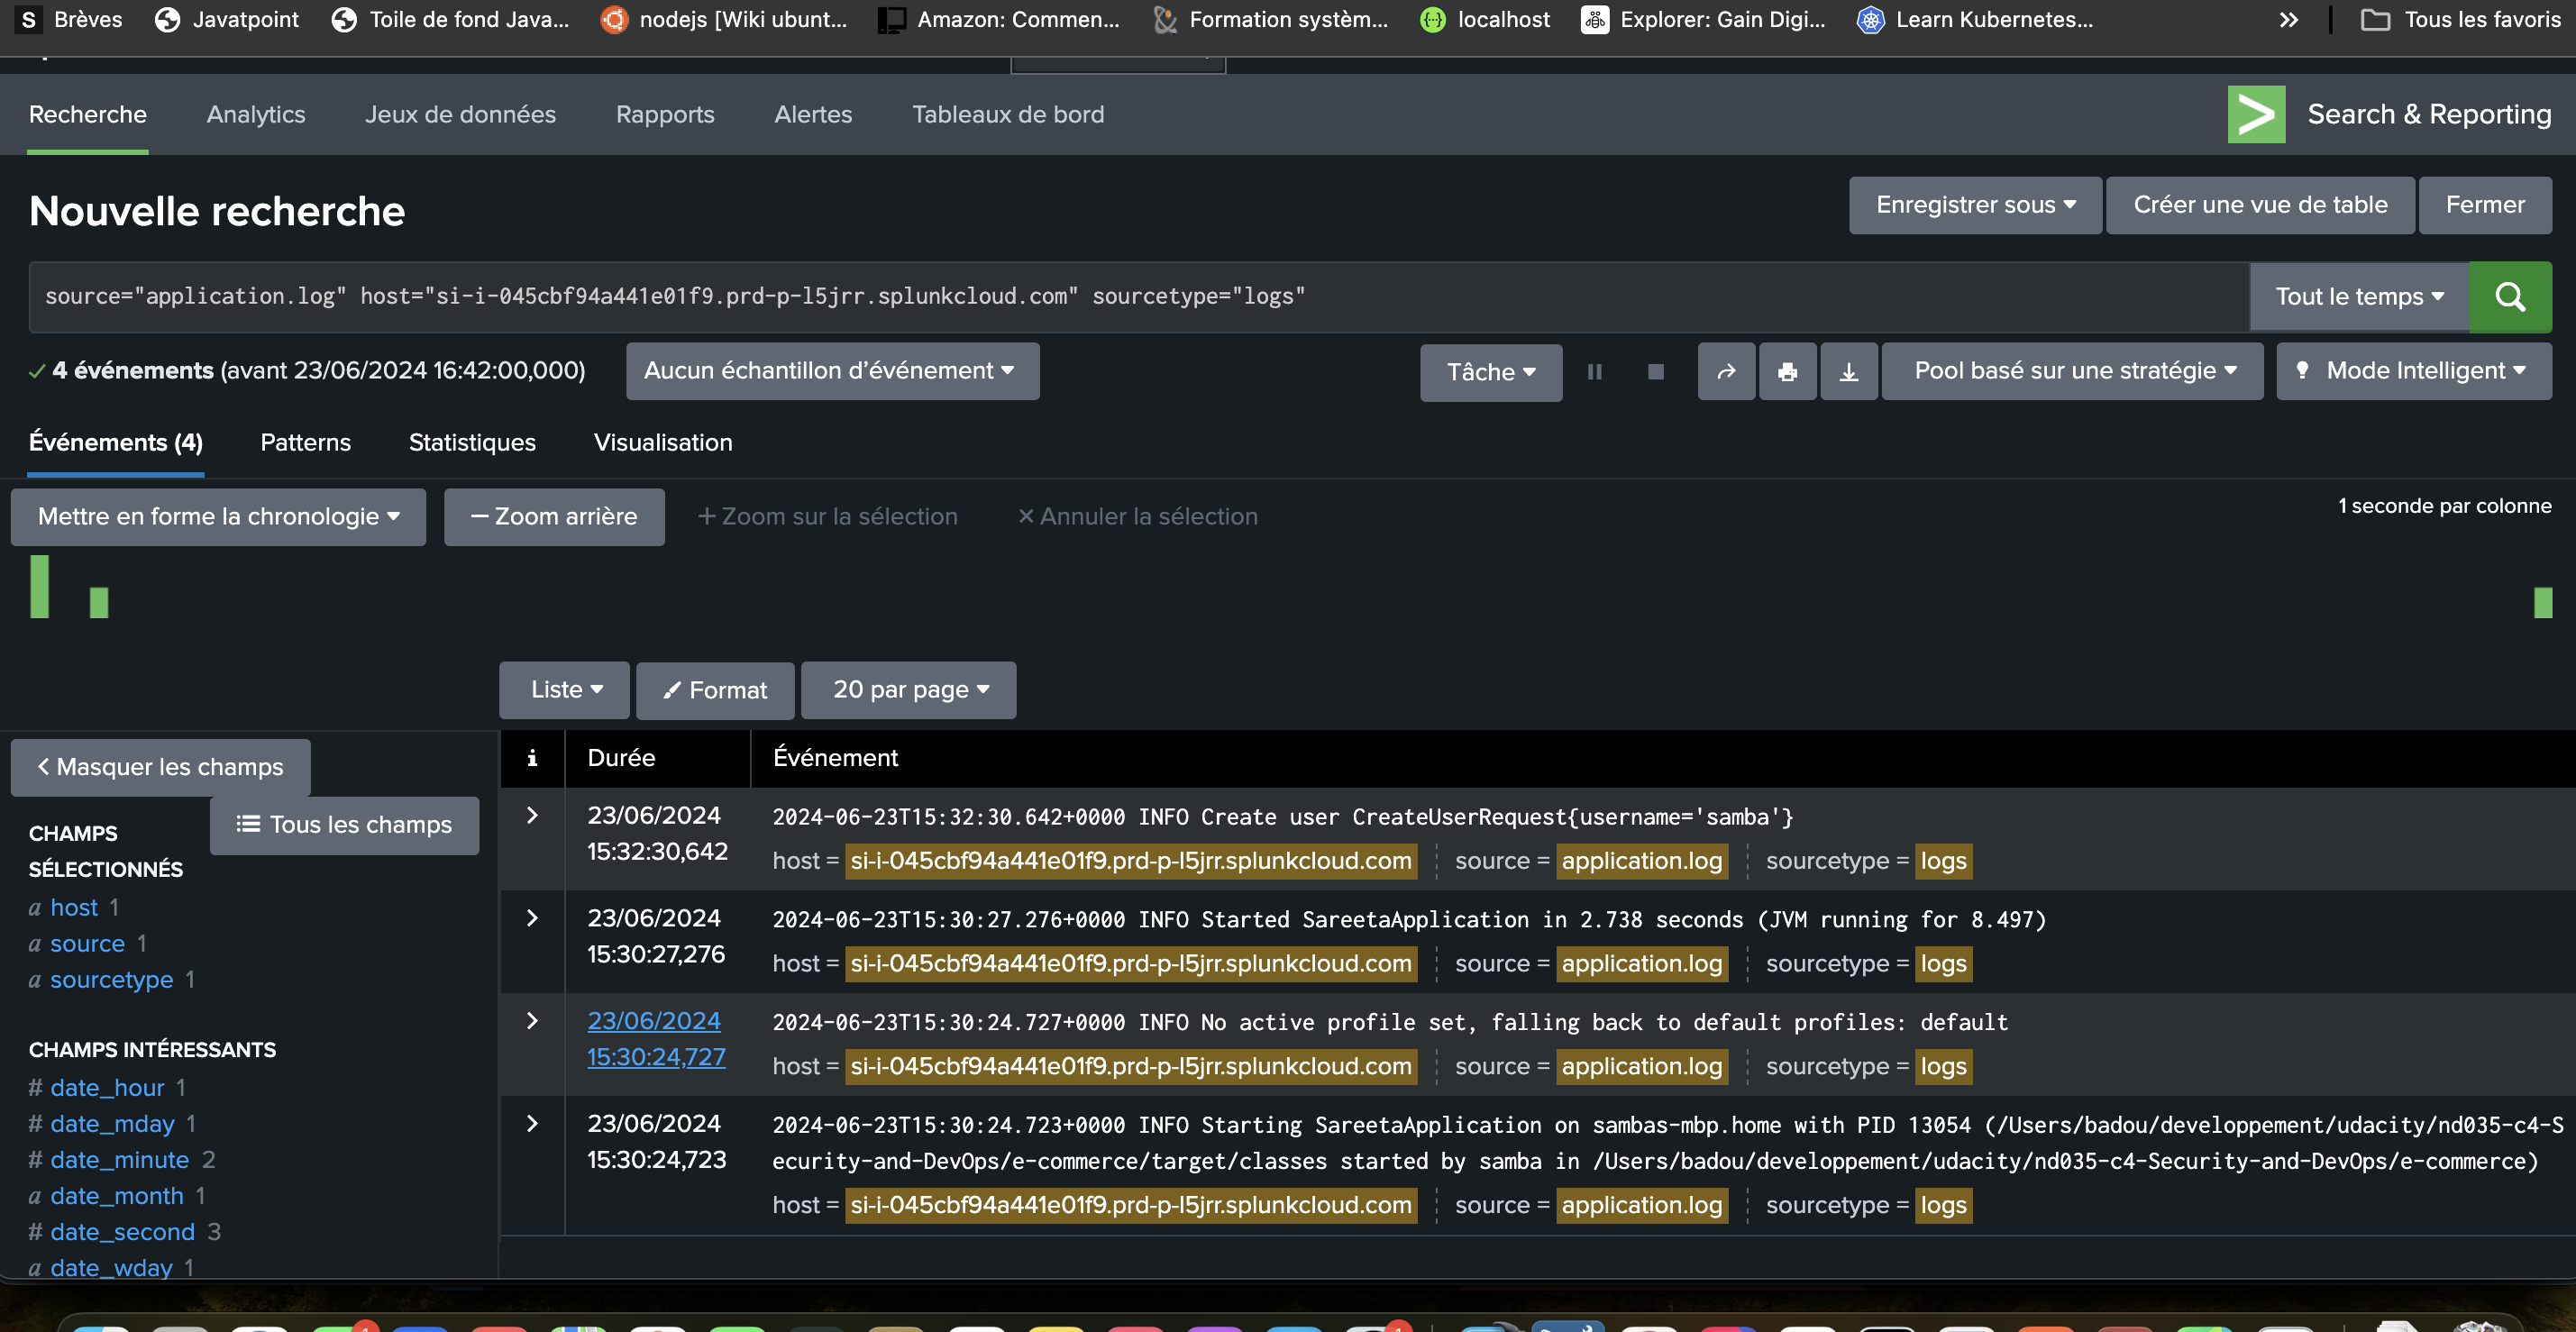 S Brèves Javatpoint Toile de fond Java... nodejs [Wiki ubunt... Amazon: Commen... Formation systèm... localhost Explorer: Gain Digi... Learn Kubernetes... » Tous les favoris
Recherche Analytics Jeux de données Rapports Alertes Tableaux de bord > Search & Reporting
Nouvelle recherche Enregistrer sous Créer une vue de table Fermer
source="application.log" host="si-i-045cbf94a441e01f9.prd-p-l5jrr.splunkcloud.com" sourcetype="logs" Tout le temps
✓ 4 événements (avant 23/06/2024 16:42:00,000) Aucun échantillon d'événement Tâche Pool basé sur une stratégie Mode Intelligent
Événements (4) Patterns Statistiques Visualisation
Mettre en forme la chronologie — Zoom arrière + Zoom sur la sélection × Annuler la sélection 1 seconde par colonne
Liste Format 20 par page
< Masquer les champs
Tous les champs
CHAMPS
SÉLECTIONNÉS
a host 1
a source 1
a sourcetype 1
CHAMPS INTÉRESSANTS
# date_hour 1
# date_mday 1
# date_minute 2
a date_month 1
# date_second 3
a date_wday 1
i Durée Événement
> 23/06/2024 2024-06-23T15:32:30.642+0000 INFO Create user CreateUserRequest{username='samba'}
15:32:30,642 host = si-i-045cbf94a441e01f9.prd-p-l5jrr.splunkcloud.com source = application.log sourcetype = logs
> 23/06/2024 2024-06-23T15:30:27.276+0000 INFO Started SareetaApplication in 2.738 seconds (JVM running for 8.497)
15:30:27,276 host = si-i-045cbf94a441e01f9.prd-p-l5jrr.splunkcloud.com source = application.log sourcetype = logs
> 23/06/2024 2024-06-23T15:30:24.727+0000 INFO No active profile set, falling back to default profiles: default
15:30:24,727 host = si-i-045cbf94a441e01f9.prd-p-l5jrr.splunkcloud.com source = application.log sourcetype = logs
> 23/06/2024 2024-06-23T15:30:24.723+0000 INFO Starting SareetaApplication on sambas-mbp.home with PID 13054 (/Users/badou/developpement/udacity/nd035-c4-S
15:30:24,723 ecurity-and-DevOps/e-commerce/target/classes started by samba in /Users/badou/developpement/udacity/nd035-c4-Security-and-DevOps/e-commerce)
host = si-i-045cbf94a441e01f9.prd-p-l5jrr.splunkcloud.com source = application.log sourcetype = logs